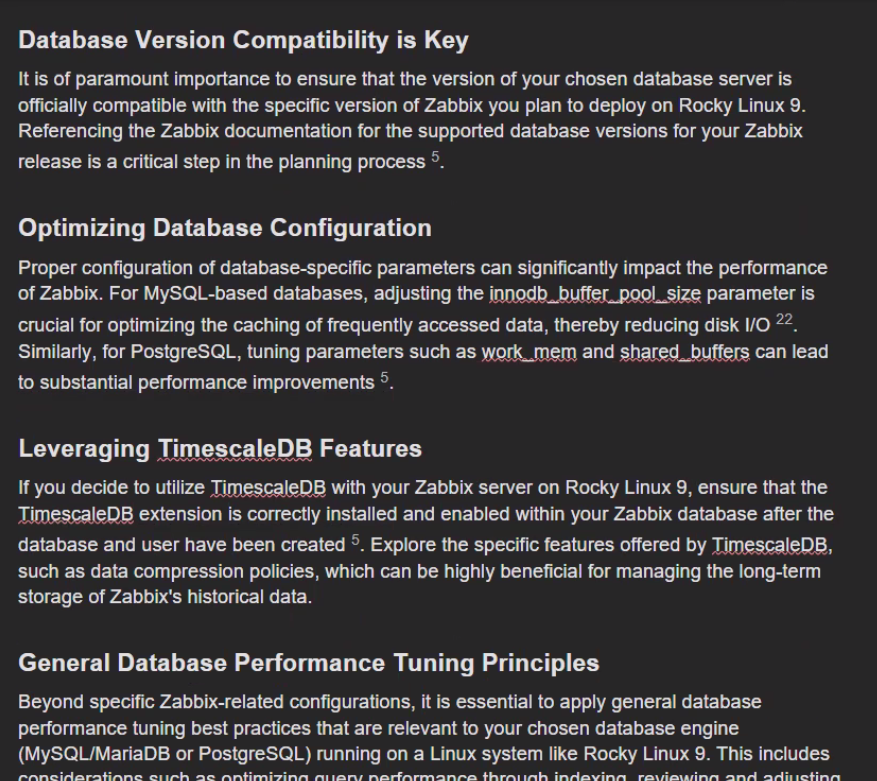 Database Version Compatibility is Key
It is of paramount importance to ensure that the version of your chosen database server is
officially compatible with the specific version of Zabbix you plan to deploy on Rocky Linux 9.
Referencing the Zabbix documentation for the supported database versions for your Zabbix
release is a critical step in the planning process 5.
Optimizing Database Configuration
Proper configuration of database-specific parameters can significantly impact the performance
of Zabbix. For MySQL-based databases, adjusting the innodb_buffer_pool_size parameter is
crucial for optimizing the caching of frequently accessed data, thereby reducing disk I/O 22.
Similarly, for PostgreSQL, tuning parameters such as work_mem and shared_buffers can lead
to substantial performance improvements 5.
Leveraging TimescaleDB Features
If you decide to utilize TimescaleDB with your Zabbix server on Rocky Linux 9, ensure that the
TimescaleDB extension is correctly installed and enabled within your Zabbix database after the
database and user have been created 5. Explore the specific features offered by TimescaleDB,
such as data compression policies, which can be highly beneficial for managing the long-term
storage of Zabbix's historical data.
General Database Performance Tuning Principles
Beyond specific Zabbix-related configurations, it is essential to apply general database
performance tuning best practices that are relevant to your chosen database engine
(MySQL/MariaDB or PostgreSQL) running on a Linux system like Rocky Linux 9. This includes
considerations such as optimizing query performance through indexing, reviewing and adjusting